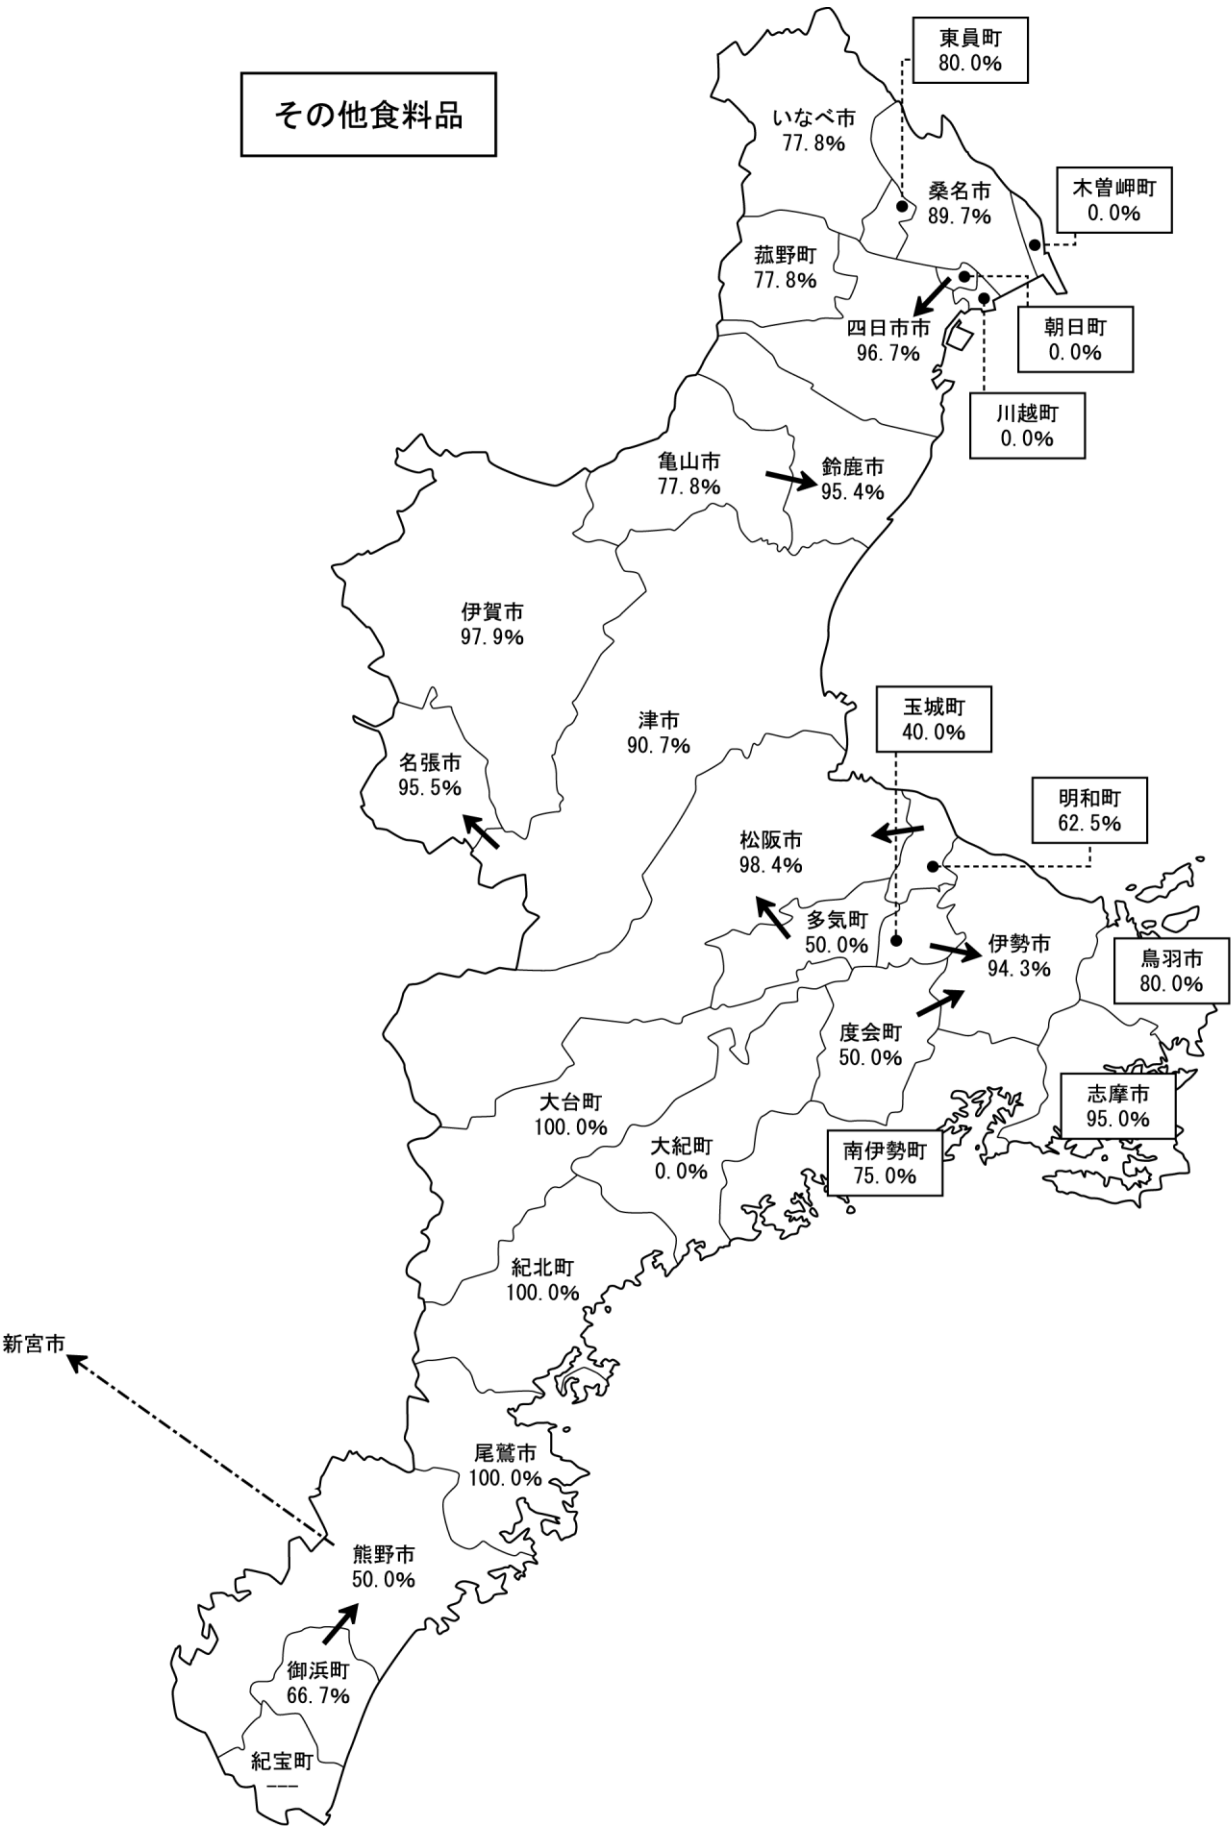 その他食料品
東員町
80.0%
いなべ市
77.8%
桑名市
89.7%
木曽岬町
0.0%
菰野町
77.8%
四日市市
96.7%
朝日町
0.0%
川越町
0.0%
亀山市
77.8%
鈴鹿市
95.4%
伊賀市
97.9%
津市
90.7%
玉城町
40.0%
名張市
95.5%
明和町
62.5%
松阪市
98.4%
多気町
50.0%
伊勢市
94.3%
鳥羽市
80.0%
度会町
50.0%
志摩市
95.0%
大台町
100.0%
大紀町
0.0%
南伊勢町
75.0%
紀北町
100.0%
新宮市
尾鷲市
100.0%
熊野市
50.0%
御浜町
66.7%
紀宝町
---